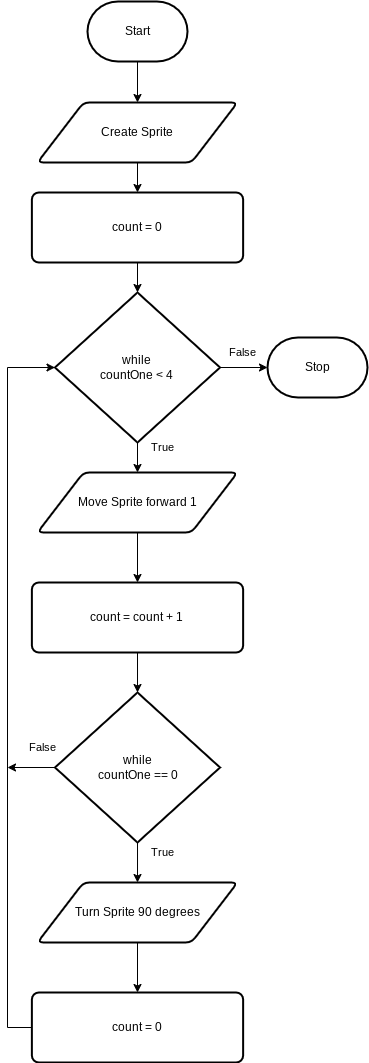 Start
Create Sprite
count = 0
while
countOne < 4
False
Stop
True
Move Sprite forward 1
count = count + 1
while
countOne == 0
False
True
Turn Sprite 90 degrees
count = 0